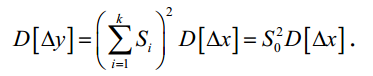 D[Δy] = (∑_{i=1}^{k} S_i)^2 D[Δx] = S_0^2 D[Δx].